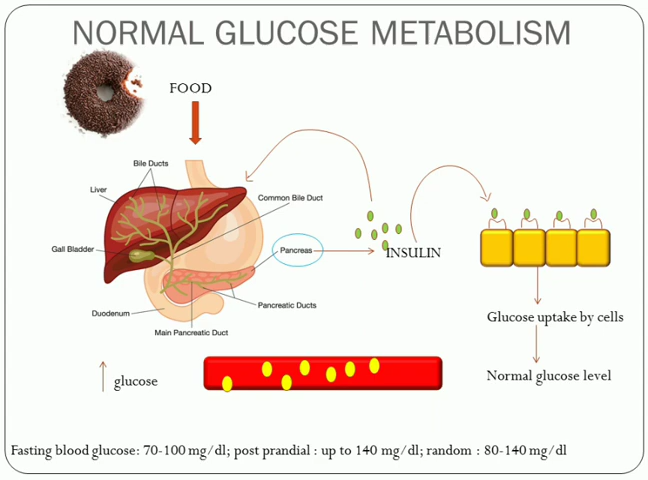 NORMAL GLUCOSE METABOLISM
FOOD
Bile Ducts
Liver
Common Bile Duct
Gall Bladder
Pancreas
INSULIN
Duodenum
Pancreatic Ducts
Main Pancreatic Duct
Glucose uptake by cells
Normal glucose level
glucose
Fasting blood glucose: 70-100 mg/dl; post prandial : up to 140 mg/dl; random : 80-140 mg/dl